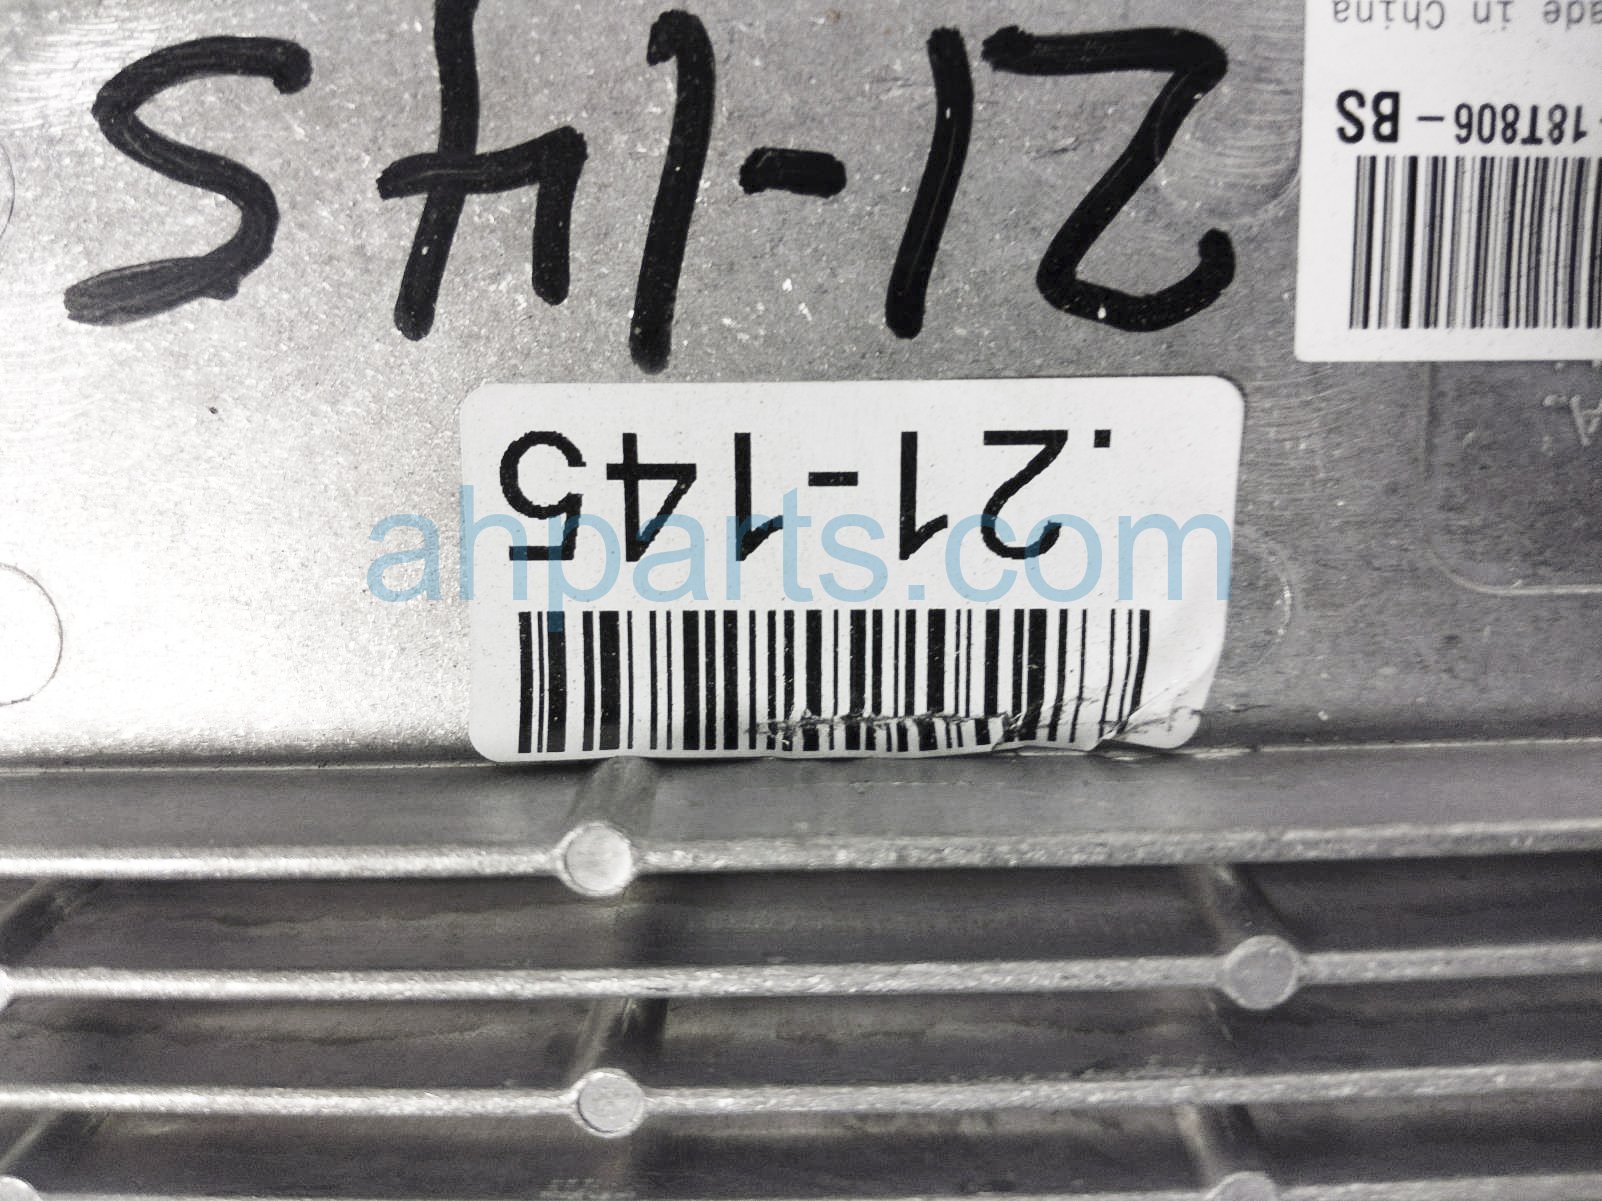 ade in China
-18T806-BS
21-145
.21-145
ahparts.com